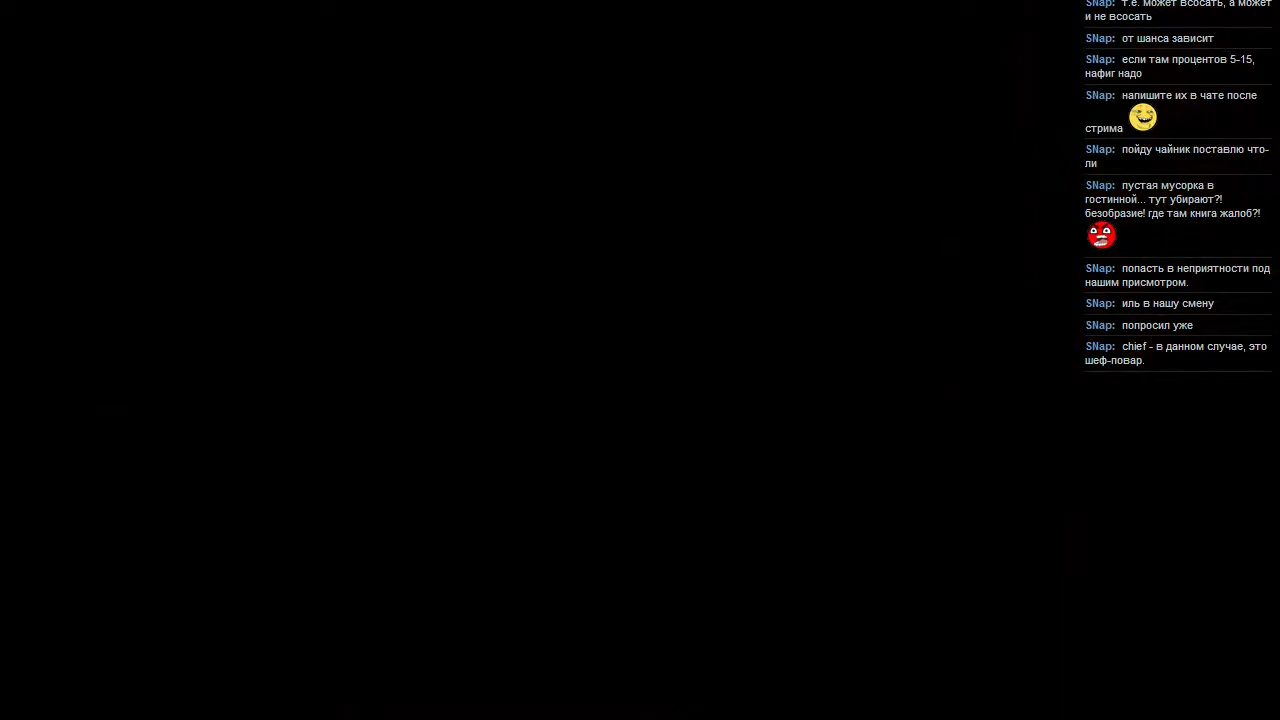 SNap: т.е. может всосать, а может
и не всосать
SNap: от шанса зависит
SNap: если там процентов 5-15,
нафиг надо
SNap: напишите их в чате после
стрима
SNap: пойду чайник поставлю что-
ли
SNap: пустая мусорка в
гостинной... тут убирают?!
безобразие! где там книга жалоб?!
SNap: попасть в неприятности под
нашим присмотром.
SNap: иль в нашу смену
SNap: попросил уже
SNap: chief - в данном случае, это
шеф-повар.